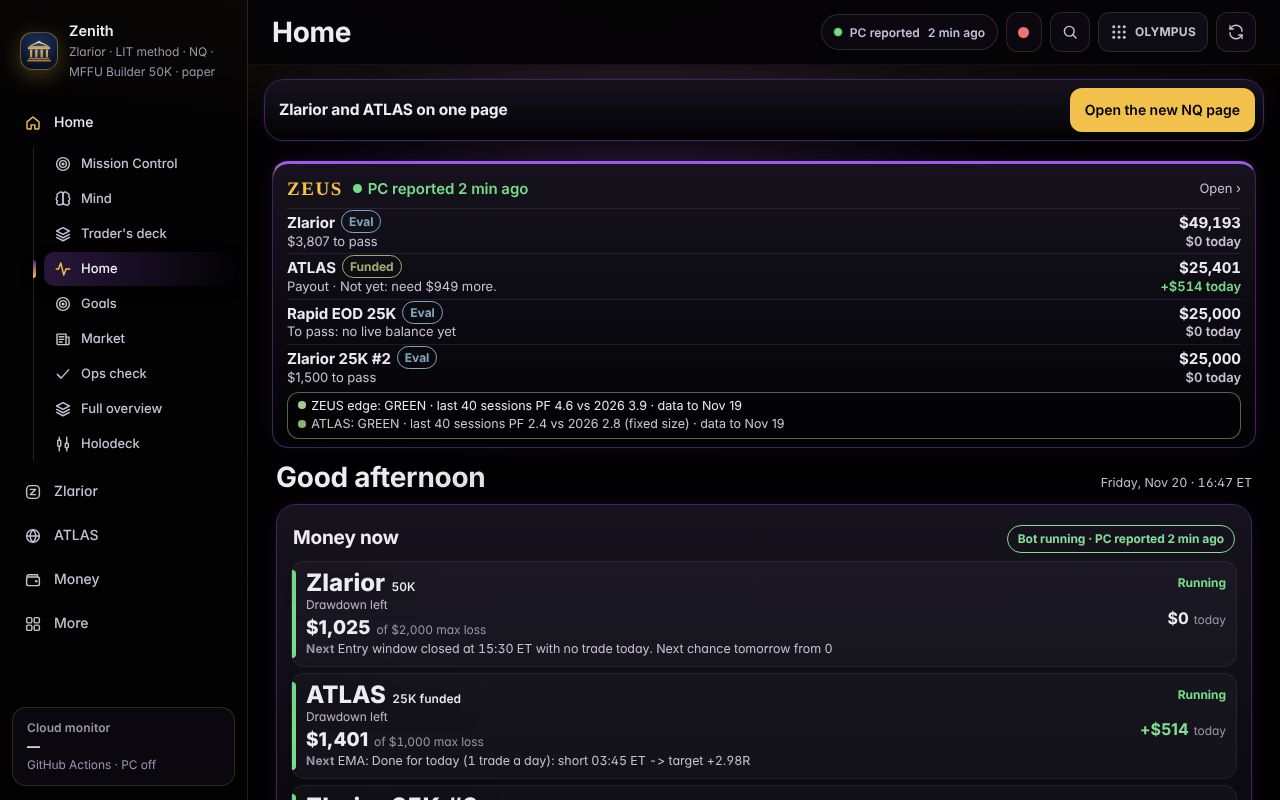 Zenith
Zlarior · LIT method · NQ ·
MFFU Builder 50K · paper
Home
Mission Control
Mind
Trader's deck
Home
Goals
Market
Ops check
Full overview
Holodeck
Zlarior
ATLAS
Money
More
Cloud monitor
—
GitHub Actions · PC off
Home
PC reported 2 min ago
OLYMPUS
Zlarior and ATLAS on one page
Open the new NQ page
ZEUS PC reported 2 min ago
Open ›
Zlarior Eval $49,193
$3,807 to pass $0 today
ATLAS Funded $25,401
Payout · Not yet: need $949 more. +$514 today
Rapid EOD 25K Eval $25,000
To pass: no live balance yet $0 today
Zlarior 25K #2 Eval $25,000
$1,500 to pass $0 today
ZEUS edge: GREEN · last 40 sessions PF 4.6 vs 2026 3.9 · data to Nov 19
ATLAS: GREEN · last 40 sessions PF 2.4 vs 2026 2.8 (fixed size) · data to Nov 19
Good afternoon
Friday, Nov 20 · 16:47 ET
Money now
Bot running · PC reported 2 min ago
Zlarior 50K
Running
Drawdown left
$1,025 of $2,000 max loss
$0 today
Next Entry window closed at 15:30 ET with no trade today. Next chance tomorrow from 0
ATLAS 25K funded
Running
Drawdown left
$1,401 of $1,000 max loss
+$514 today
Next EMA: Done for today (1 trade a day): short 03:45 ET -> target +2.98R